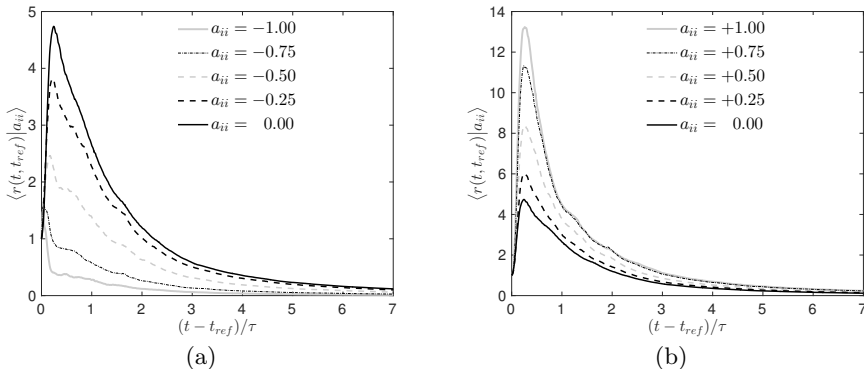 5
4
3
2
1
0
0 1 2 3 4 5 6 7
⟨r(t, t_ref)|a_ii⟩
(t − t_ref)/τ
a_ii = −1.00
a_ii = −0.75
a_ii = −0.50
a_ii = −0.25
a_ii = 0.00
(a)
14
12
10
8
6
4
2
0
0 1 2 3 4 5 6 7
⟨r(t, t_ref)|a_ii⟩
(t − t_ref)/τ
a_ii = +1.00
a_ii = +0.75
a_ii = +0.50
a_ii = +0.25
a_ii = 0.00
(b)